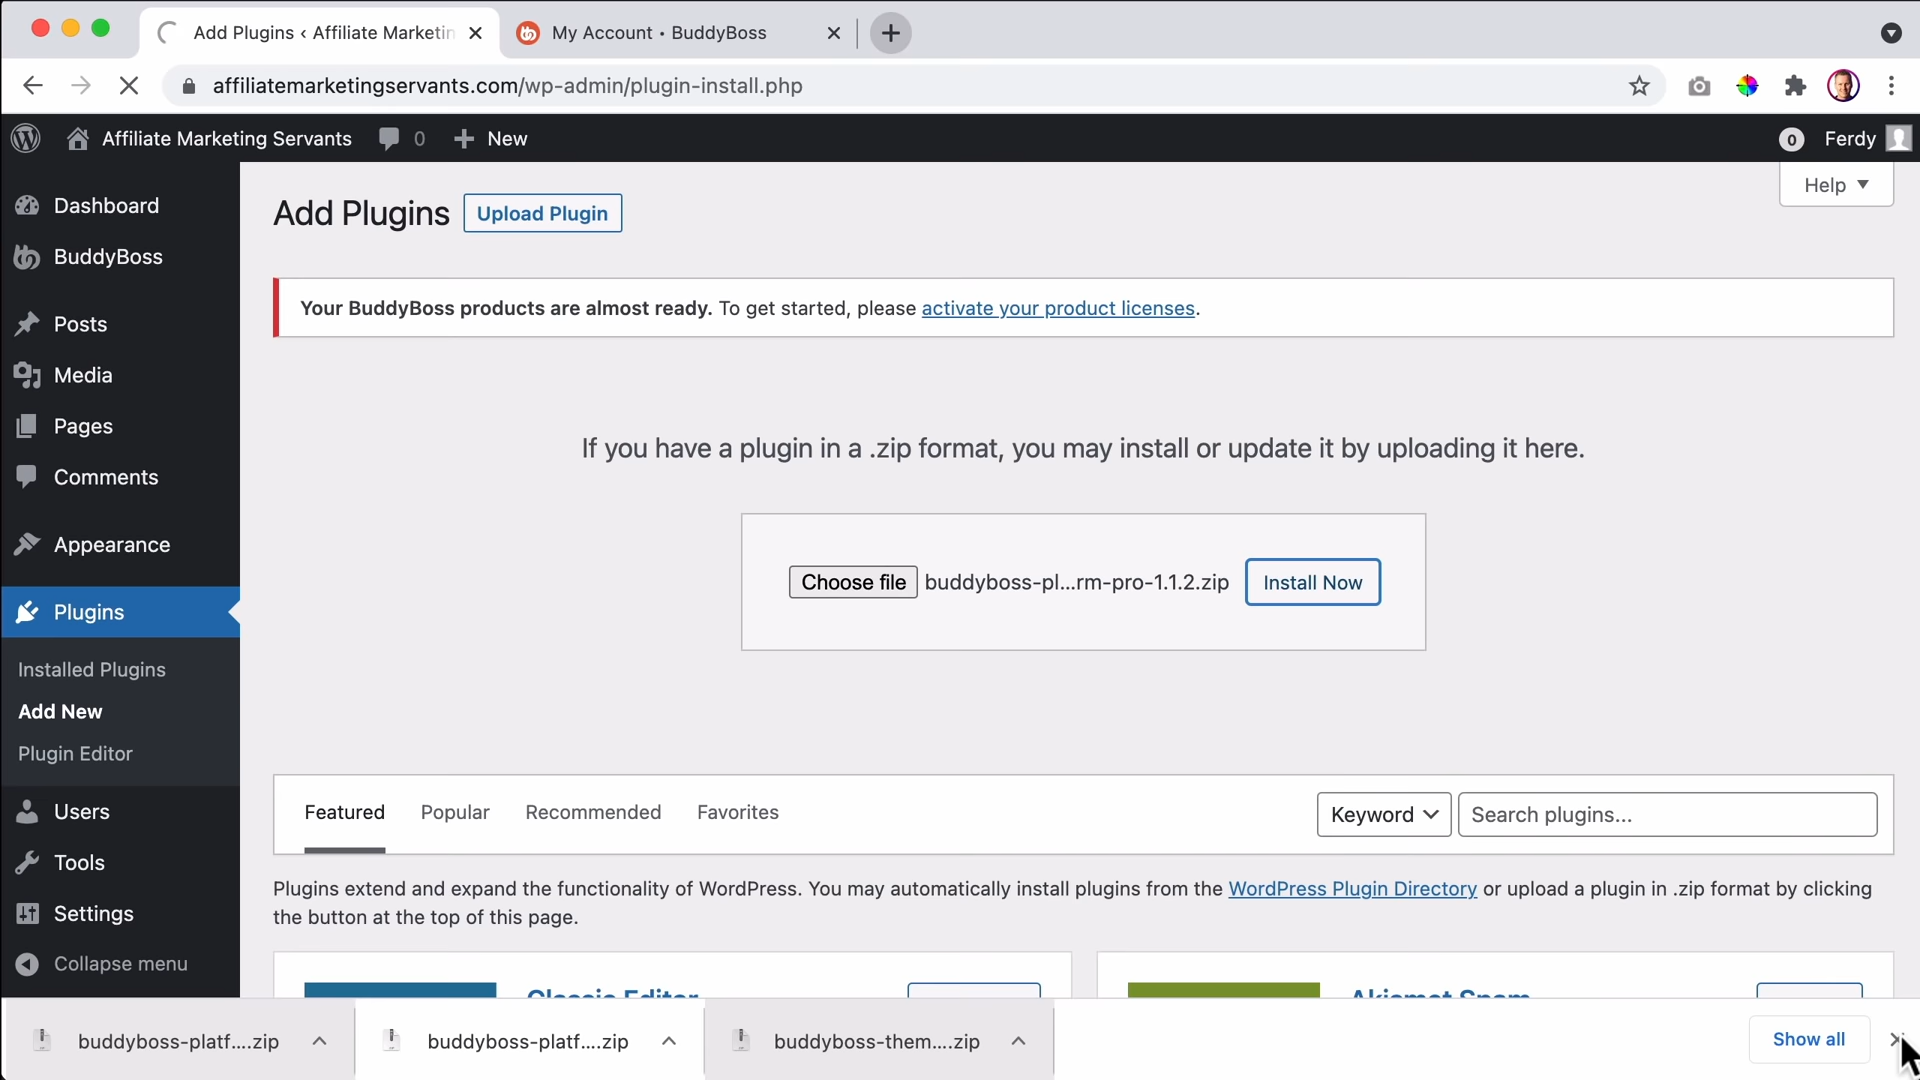 Add Plugins ‹ Affiliate Marketin
My Account • BuddyBoss
affiliatemarketingservants.com/wp-admin/plugin-install.php
Affiliate Marketing Servants
0
New
0
Ferdy
Dashboard
BuddyBoss
Posts
Media
Pages
Comments
Appearance
Plugins
Installed Plugins
Add New
Plugin Editor
Users
Tools
Settings
Collapse menu
Help
Add Plugins
Upload Plugin
Your BuddyBoss products are almost ready. To get started, please activate your product licenses.
If you have a plugin in a .zip format, you may install or update it by uploading it here.
Choose file
buddyboss-pl...rm-pro-1.1.2.zip
Install Now
Featured
Popular
Recommended
Favorites
Keyword
Search plugins...
Plugins extend and expand the functionality of WordPress. You may automatically install plugins from the WordPress Plugin Directory or upload a plugin in .zip format by clicking
the button at the top of this page.
Classic Editor
Akismet Spam
buddyboss-platf....zip
buddyboss-platf....zip
buddyboss-them....zip
Show all